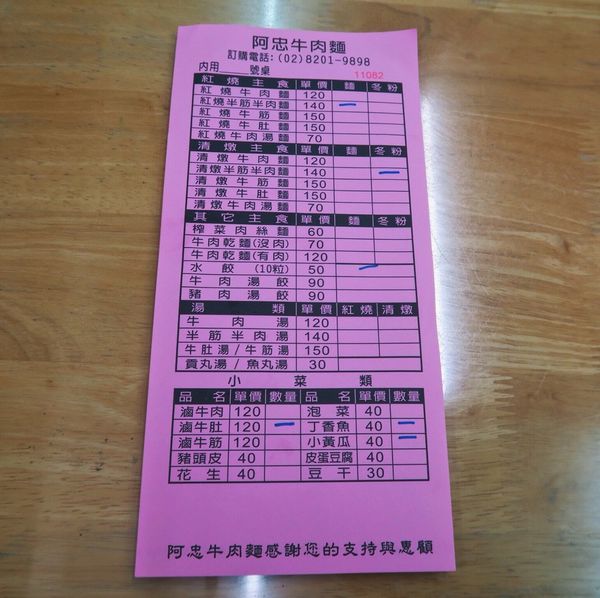 阿忠牛肉麵
訂購電話:(02)8201-9898
內用 號桌 11082
紅燒主食 單價 麵 冬粉
紅燒牛肉麵 120
紅燒半筋半肉麵 140 一
紅燒牛筋麵 150
紅燒牛肚麵 150
紅燒牛肉湯麵 70
清燉主食 單價 麵 冬粉
清燉牛肉麵 120
清燉半筋半肉麵 140 一
清燉牛筋麵 150
清燉牛肚麵 150
清燉牛肉湯麵 70
其它主食 單價 麵 冬粉
榨菜肉絲麵 60
牛肉乾麵(沒肉) 70
牛肉乾麵(有肉) 120
水餃(10粒) 50 一
牛肉湯餃 90
豬肉湯餃 90
湯類 單價 紅燒 清燉
牛肉湯 120
半筋半肉湯 140
牛肚湯/牛筋湯 150
貢丸湯/魚丸湯 30
小菜類
品名 單價 數量 品名 單價 數量
滷牛肉 120 泡菜 40
滷牛肚 120 一 丁香魚 40 一
滷牛筋 120 小黃瓜 40 一
豬頭皮 40 皮蛋豆腐 40
花生 40 豆干 30
阿忠牛肉麵感謝您的支持與惠顧